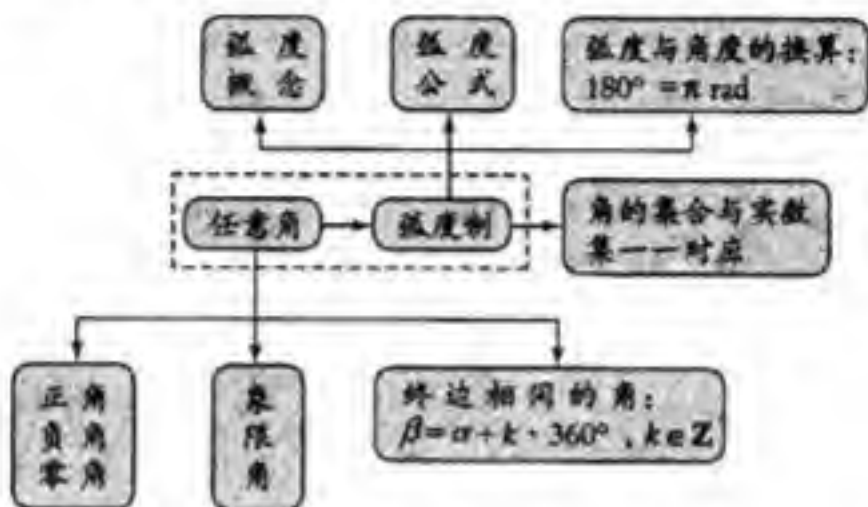 弧度
概念
弧度
公式
弧度与角度的换算：
180° = π rad
任意角
弧度制
角的集合与实数
集一一对应
正角
负角
零角
象
限
角
终边相同的角：
β=α+k·360°，k∈Z